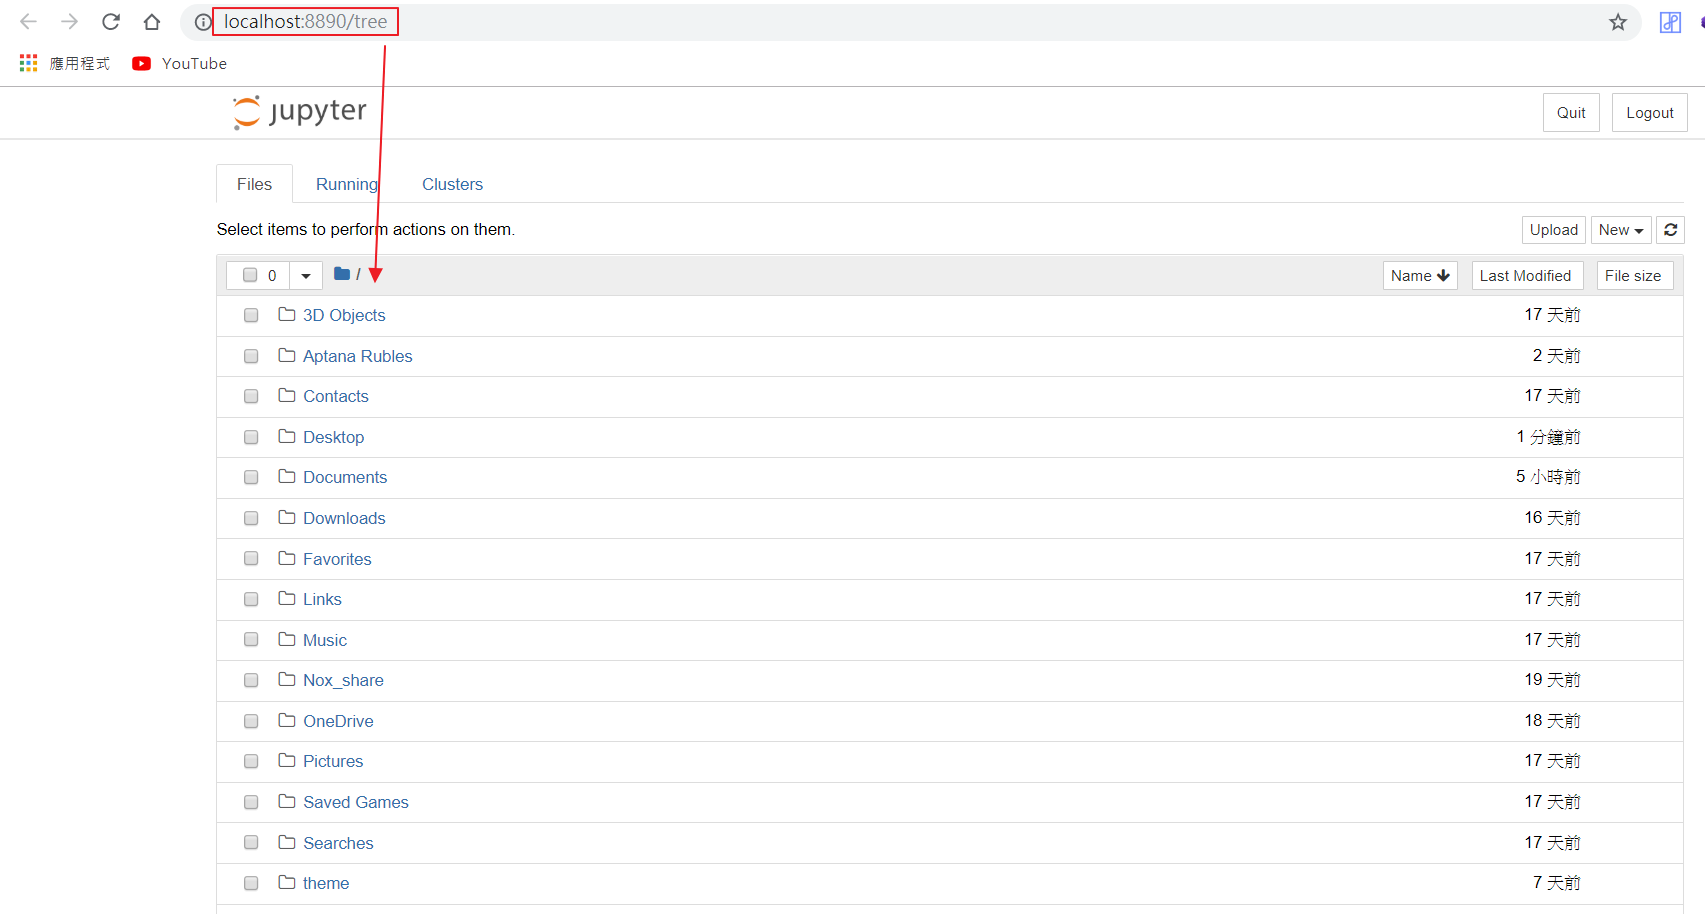 localhost:8890/tree
應用程式 YouTube
jupyter Quit Logout
Files Running Clusters
Select items to perform actions on them. Upload New
0 / Name Last Modified File size
3D Objects 17 天前
Aptana Rubles 2 天前
Contacts 17 天前
Desktop 1 分鐘前
Documents 5 小時前
Downloads 16 天前
Favorites 17 天前
Links 17 天前
Music 17 天前
Nox_share 19 天前
OneDrive 18 天前
Pictures 17 天前
Saved Games 17 天前
Searches 17 天前
theme 7 天前